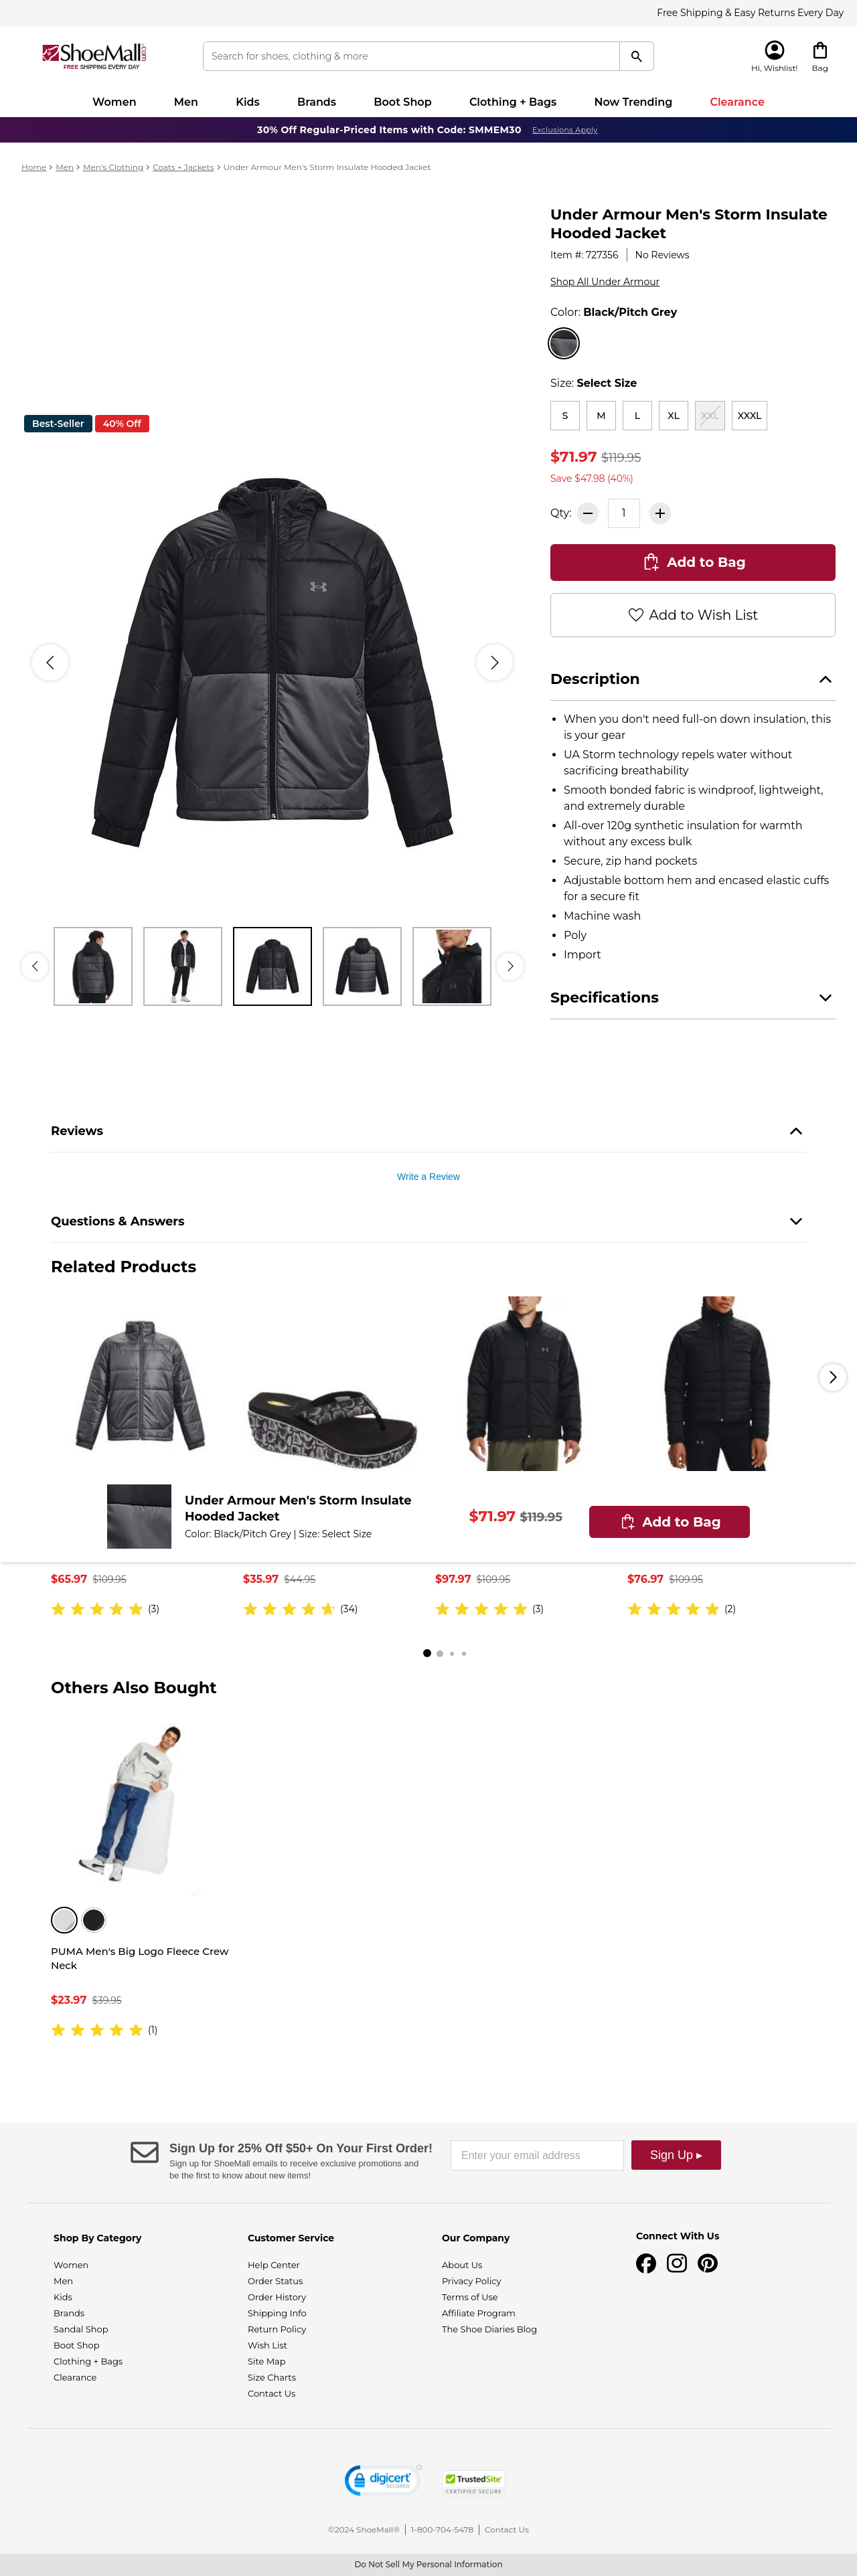 Free Shipping & Easy Returns Every Day
ShoeMall.com
FREE SHIPPING EVERY DAY
Search for shoes, clothing & more
Hi, Wishlist!
Bag
Women
Men
Kids
Brands
Boot Shop
Clothing + Bags
Now Trending
Clearance
30% Off Regular-Priced Items with Code: SMMEM30 Exclusions Apply
Home > Men > Men's Clothing > Coats + Jackets > Under Armour Men's Storm Insulate Hooded Jacket
Best-Seller
40% Off
Under Armour Men's Storm Insulate
Hooded Jacket
Item #: 727356 | No Reviews
Shop All Under Armour
Color: Black/Pitch Grey
Size: Select Size
S
M
L
XL
XXL
XXXL
$71.97 $119.95
Save $47.98 (40%)
Qty: 1
Add to Bag
Add to Wish List
Description
• When you don't need full-on down insulation, this
is your gear
• UA Storm technology repels water without
sacrificing breathability
• Smooth bonded fabric is windproof, lightweight,
and extremely durable
• All-over 120g synthetic insulation for warmth
without any excess bulk
• Secure, zip hand pockets
• Adjustable bottom hem and encased elastic cuffs
for a secure fit
• Machine wash
• Poly
• Import
Specifications
Reviews
Write a Review
Questions & Answers
Related Products
Under Armour Men's Storm Insulate
Hooded Jacket
Color: Black/Pitch Grey | Size: Select Size
$71.97 $119.95
Add to Bag
$65.97 $109.95
(3)
$35.97 $44.95
(34)
$97.97 $109.95
(3)
$76.97 $109.95
(2)
Others Also Bought
PUMA
PUMA Men's Big Logo Fleece Crew
Neck
$23.97 $39.95
(1)
Sign Up for 25% Off $50+ On Your First Order!
Sign up for ShoeMall emails to receive exclusive promotions and
be the first to know about new items!
Enter your email address
Sign Up ▸
Shop By Category
Women
Men
Kids
Brands
Sandal Shop
Boot Shop
Clothing + Bags
Clearance
Customer Service
Help Center
Order Status
Order History
Shipping Info
Return Policy
Wish List
Site Map
Size Charts
Contact Us
Our Company
About Us
Privacy Policy
Terms of Use
Affiliate Program
The Shoe Diaries Blog
Connect With Us
digicert
SECURED
TrustedSite
CERTIFIED SECURE
©2024 ShoeMall® | 1-800-704-5478 | Contact Us
Do Not Sell My Personal Information